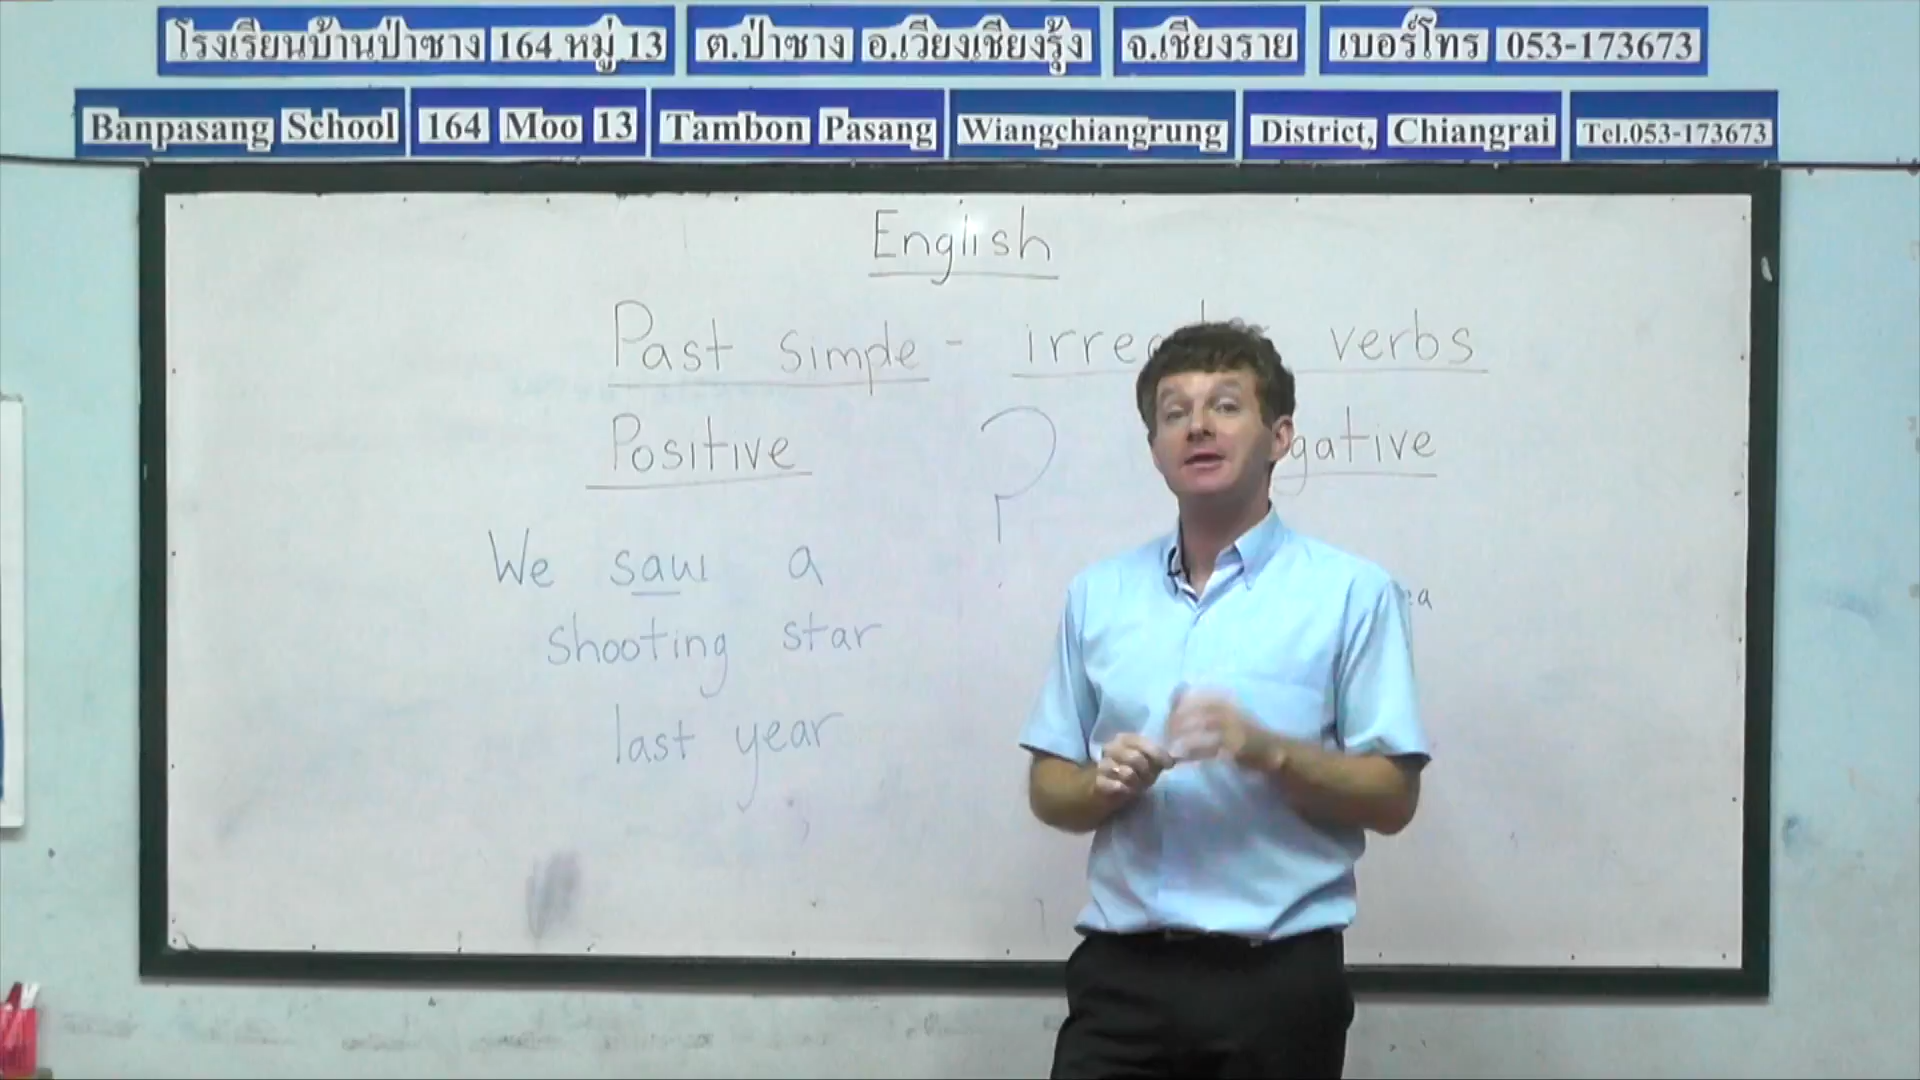 โรงเรียนบ้านป่าซาง 164 หมู่ 13 ต.ป่าซาง อ.เวียงเชียงรุ้ง จ.เชียงราย เบอร์โทร 053-173673
Banpasang School 164 Moo 13 Tambon Pasang Wiangchiangrung District, Chiangrai Tel.053-173673
English
Past simple - verbs
Positive ?
We saw a
shooting star
last year